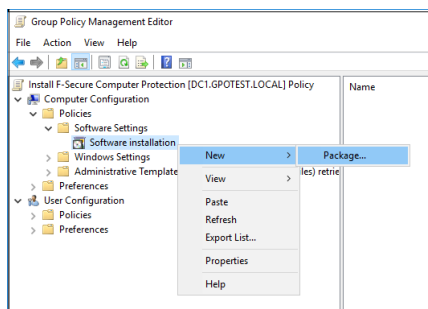 Group Policy Management Editor
File Action View Help
Install F-Secure Computer Protection [DC1.GPOTEST.LOCAL] Policy
Name
Computer Configuration
Policies
Software Settings
Software installation
New
Package...
Windows Settings
Administrative Template
les) retrie
View
Preferences
User Configuration
Paste
Policies
Refresh
Preferences
Export List...
Properties
Help